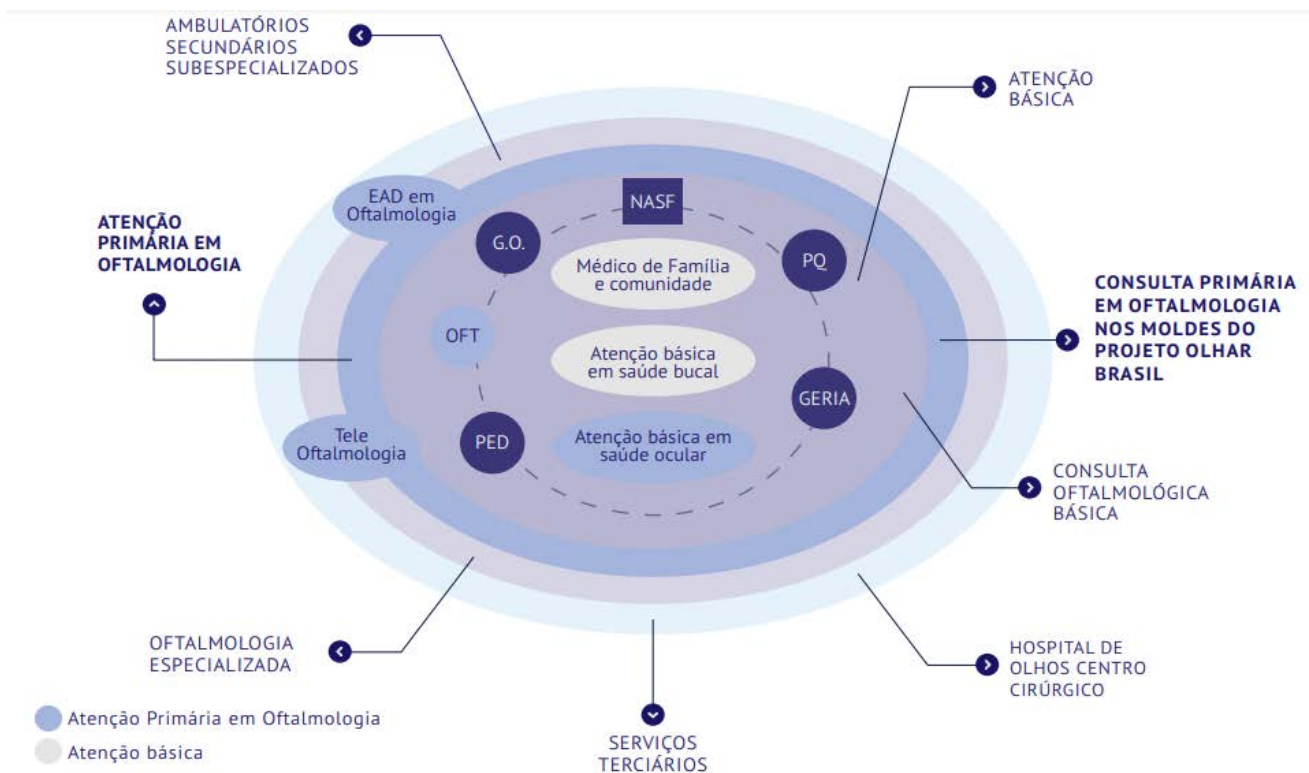 AMBULATÓRIOS
SECUNDÁRIOS
SUBESPECIALIZADOS
ATENÇÃO
BÁSICA
EAD em
Oftalmologia
NASF
G.O.
PQ
ATENÇÃO
PRIMÁRIA EM
OFTALMOLOGIA
Médico de Família
e comunidade
CONSULTA PRIMÁRIA
EM OFTALMOLOGIA
NOS MOLDES DO
PROJETO OLHAR
BRASIL
OFT
Atenção básica
em saúde bucal
GERIA
Tele
Oftalmologia
PED
Atenção básica em
saúde ocular
CONSULTA
OFTALMOLÓGICA
BÁSICA
OFTALMOLOGIA
ESPECIALIZADA
HOSPITAL DE
OLHOS CENTRO
CIRÚRGICO
Atenção Primária em Oftalmologia
Atenção básica
SERVIÇOS
TERCIÁRIOS